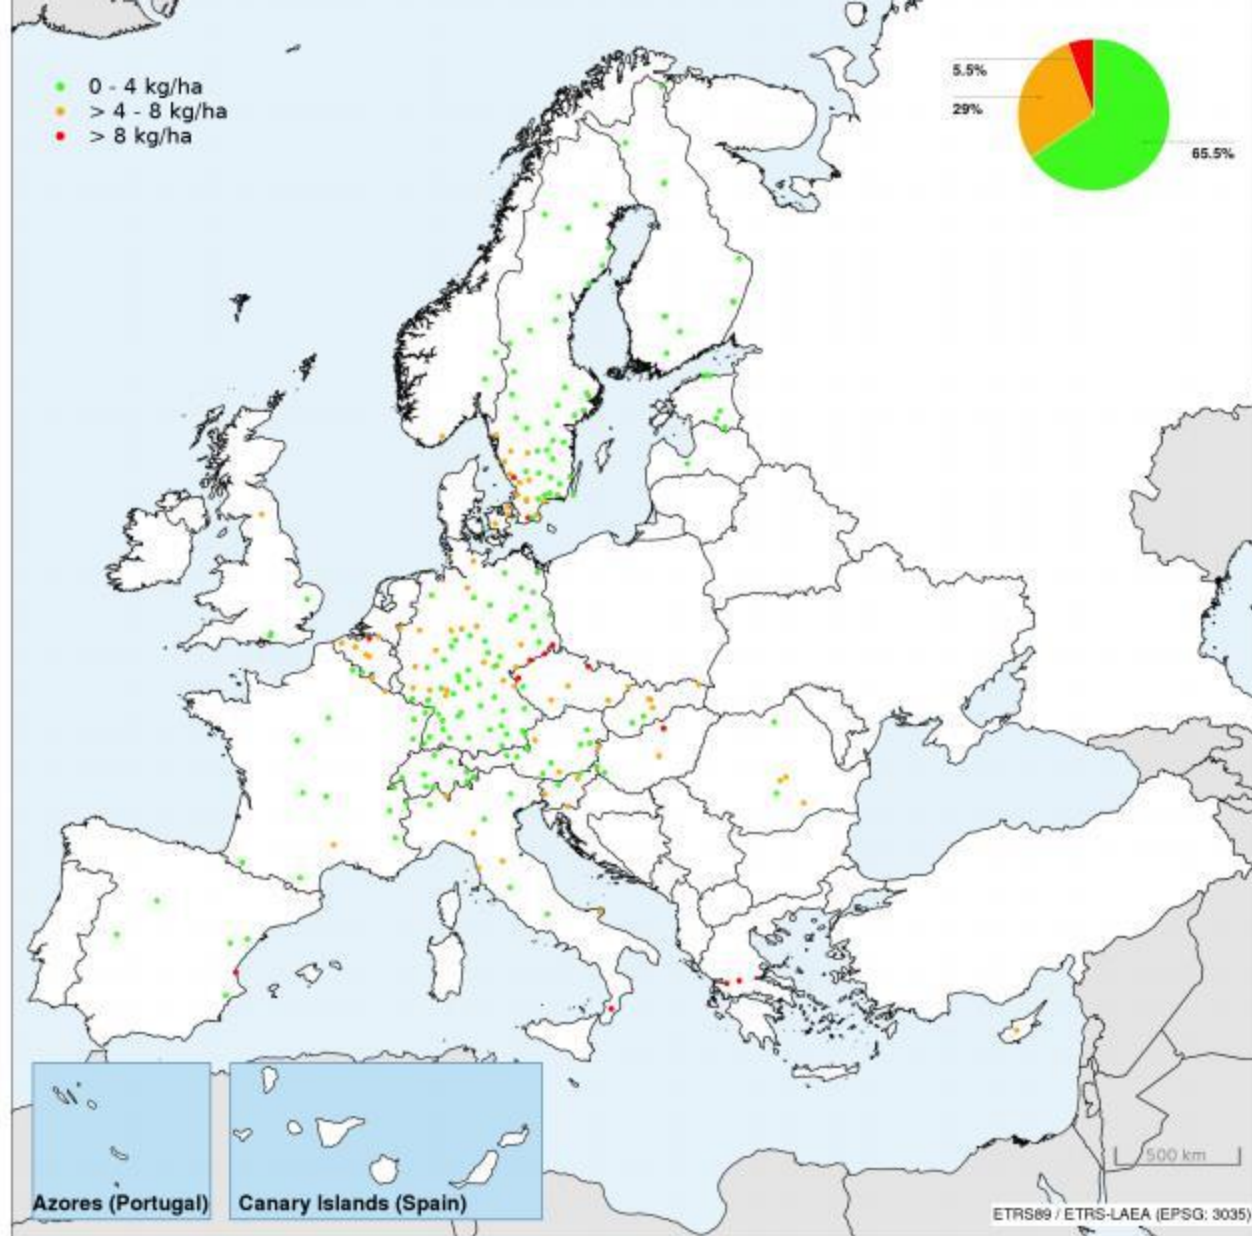 0 - 4 kg/ha
> 4 - 8 kg/ha
> 8 kg/ha
5.5%
29%
65.5%
500 km
Azores (Portugal)
Canary Islands (Spain)
ETRS89 / ETRS-LAEA (EPSG: 3035)